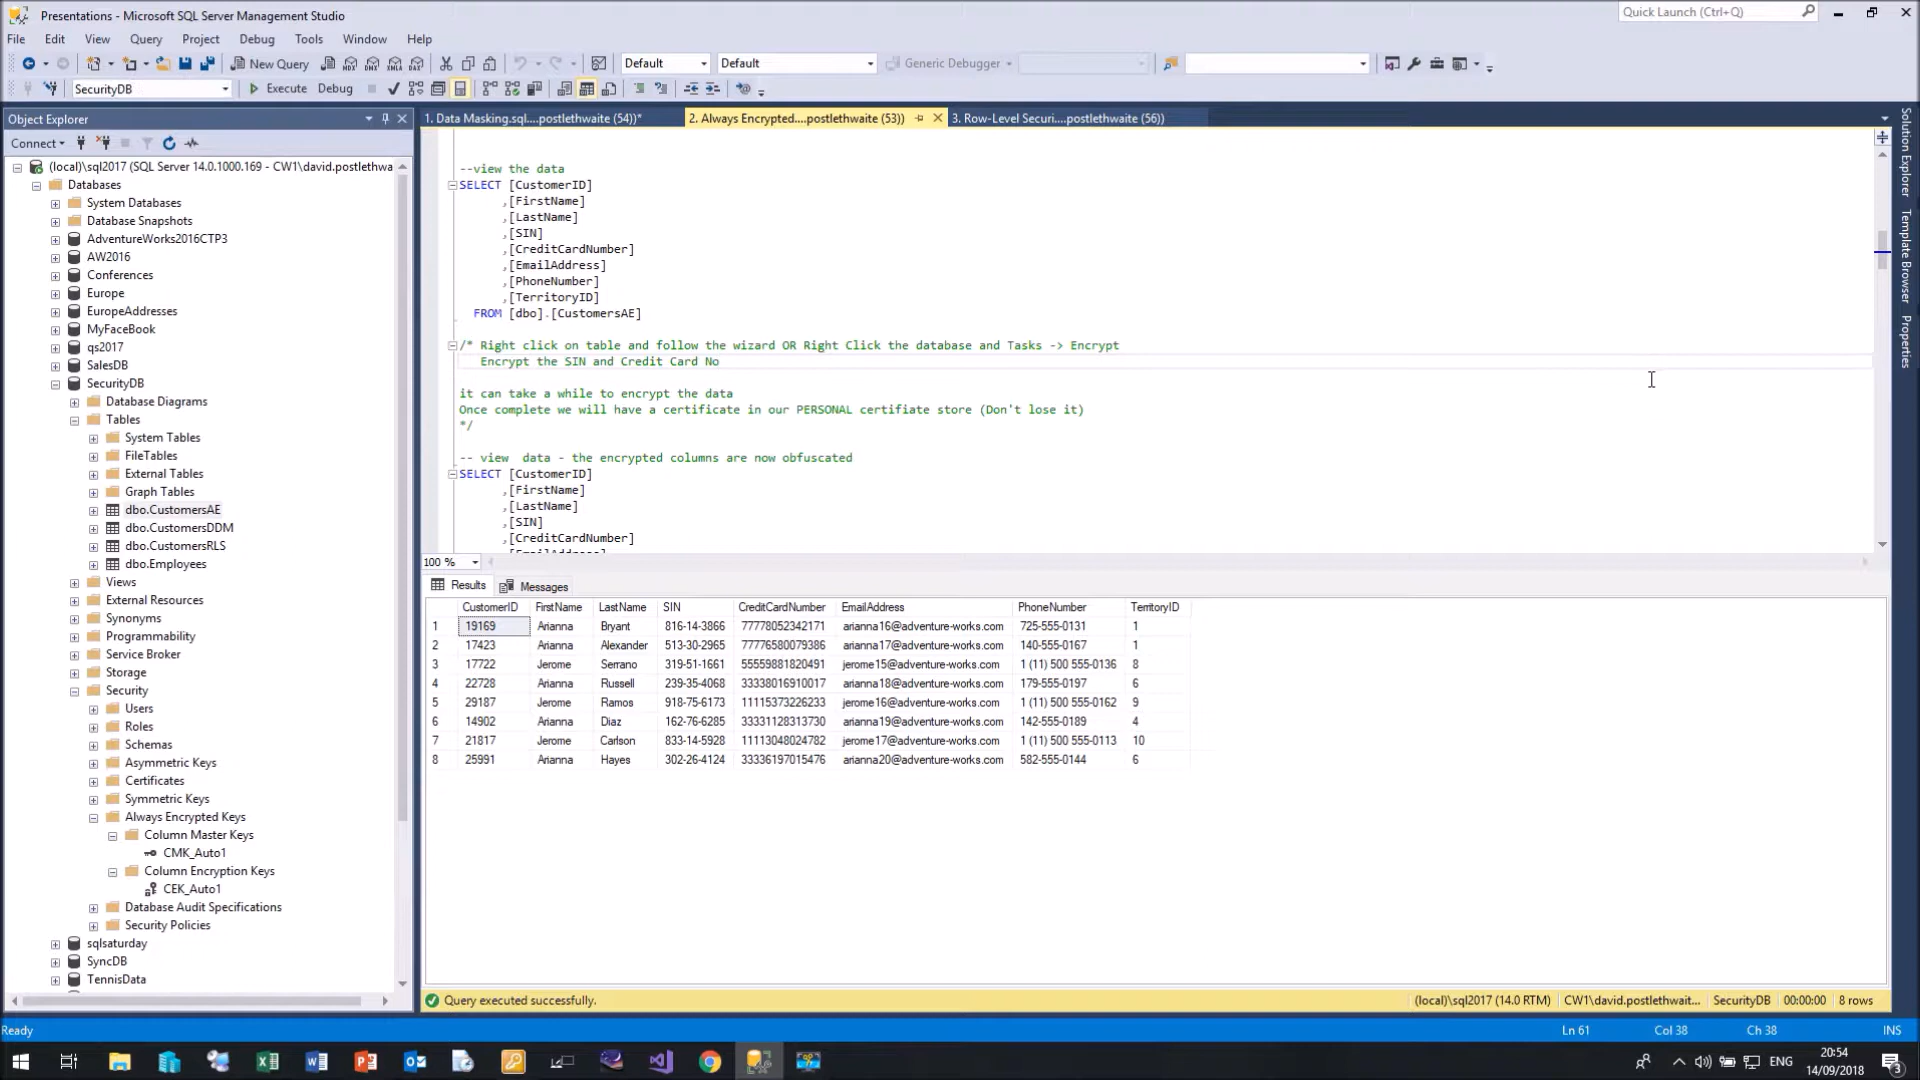 Presentations - Microsoft SQL Server Management Studio
Quick Launch (Ctrl+Q)
File Edit View Query Project Debug Tools Window Help
New Query
Default
Default
Generic Debugger
SecurityDB
Execute Debug
Object Explorer
1. Data Masking.sql....postlethwaite (54))*
2. Always Encrypted....postlethwaite (53))
3. Row-Level Securi....postlethwaite (56))
Connect
(local)\sql2017 (SQL Server 14.0.1000.169 - CW1\david.postlethwa
Databases
System Databases
Database Snapshots
AdventureWorks2016CTP3
AW2016
Conferences
Europe
EuropeAddresses
MyFaceBook
qs2017
SalesDB
SecurityDB
Database Diagrams
Tables
System Tables
FileTables
External Tables
Graph Tables
dbo.CustomersAE
dbo.CustomersDDM
dbo.CustomersRLS
dbo.Employees
Views
External Resources
Synonyms
Programmability
Service Broker
Storage
Security
Users
Roles
Schemas
Asymmetric Keys
Certificates
Symmetric Keys
Always Encrypted Keys
Column Master Keys
CMK_Auto1
Column Encryption Keys
CEK_Auto1
Database Audit Specifications
Security Policies
sqlsaturday
SyncDB
TennisData
--view the data
SELECT [CustomerID]
,[FirstName]
,[LastName]
,[SIN]
,[CreditCardNumber]
,[EmailAddress]
,[PhoneNumber]
,[TerritoryID]
FROM [dbo].[CustomersAE]
/* Right click on table and follow the wizard OR Right Click the database and Tasks -> Encrypt
Encrypt the SIN and Credit Card No
it can take a while to encrypt the data
Once complete we will have a certificate in our PERSONAL certifiate store (Don't lose it)
*/
-- view  data - the encrypted columns are now obfuscated
SELECT [CustomerID]
,[FirstName]
,[LastName]
,[SIN]
,[CreditCardNumber]
,[EmailAddress]
100 %
Results Messages
CustomerID FirstName LastName SIN CreditCardNumber EmailAddress PhoneNumber TerritoryID
1 19169 Arianna Bryant 816-14-3866 77778052342171 arianna16@adventure-works.com 725-555-0131 1
2 17423 Arianna Alexander 513-30-2965 77776580079386 arianna17@adventure-works.com 140-555-0167 1
3 17722 Jerome Serrano 319-51-1661 55559881820491 jerome15@adventure-works.com 1 (11) 500 555-0136 8
4 22728 Arianna Russell 239-35-4068 33338016910017 arianna18@adventure-works.com 179-555-0197 6
5 29187 Jerome Ramos 918-75-6173 11115373226233 jerome16@adventure-works.com 1 (11) 500 555-0162 9
6 14902 Arianna Diaz 162-76-6285 33331128313730 arianna19@adventure-works.com 142-555-0189 4
7 21817 Jerome Carlson 833-14-5928 11113048024782 jerome17@adventure-works.com 1 (11) 500 555-0113 10
8 25991 Arianna Hayes 302-26-4124 33336197015476 arianna20@adventure-works.com 582-555-0144 6
Query executed successfully.
(local)\sql2017 (14.0 RTM) CW1\david.postlethwait... SecurityDB 00:00:00 8 rows
Solution Explorer
Template Browser
Properties
Ready
Ln 61 Col 38 Ch 38 INS
ENG
20:54
14/09/2018
3